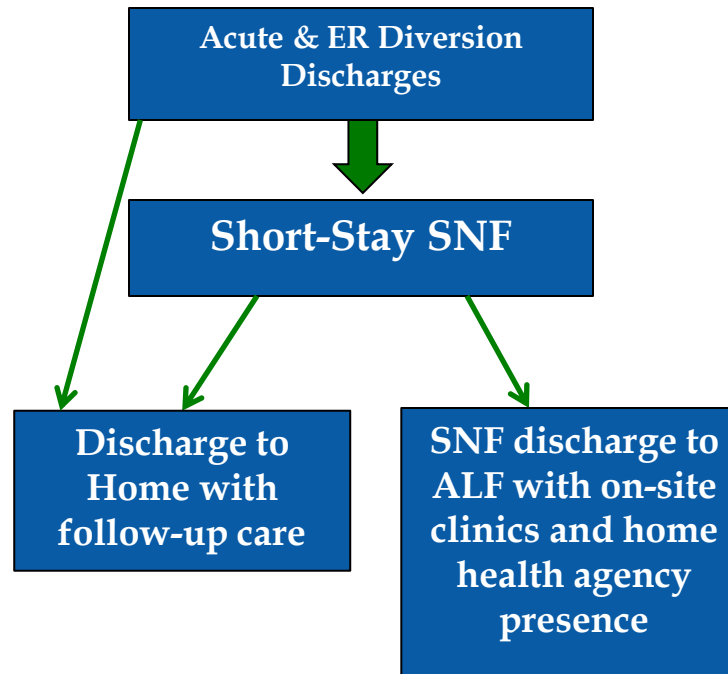 Acute & ER Diversion
Discharges
Short-Stay SNF
Discharge to
Home with
follow-up care
SNF discharge to
ALF with on-site
clinics and home
health agency
presence